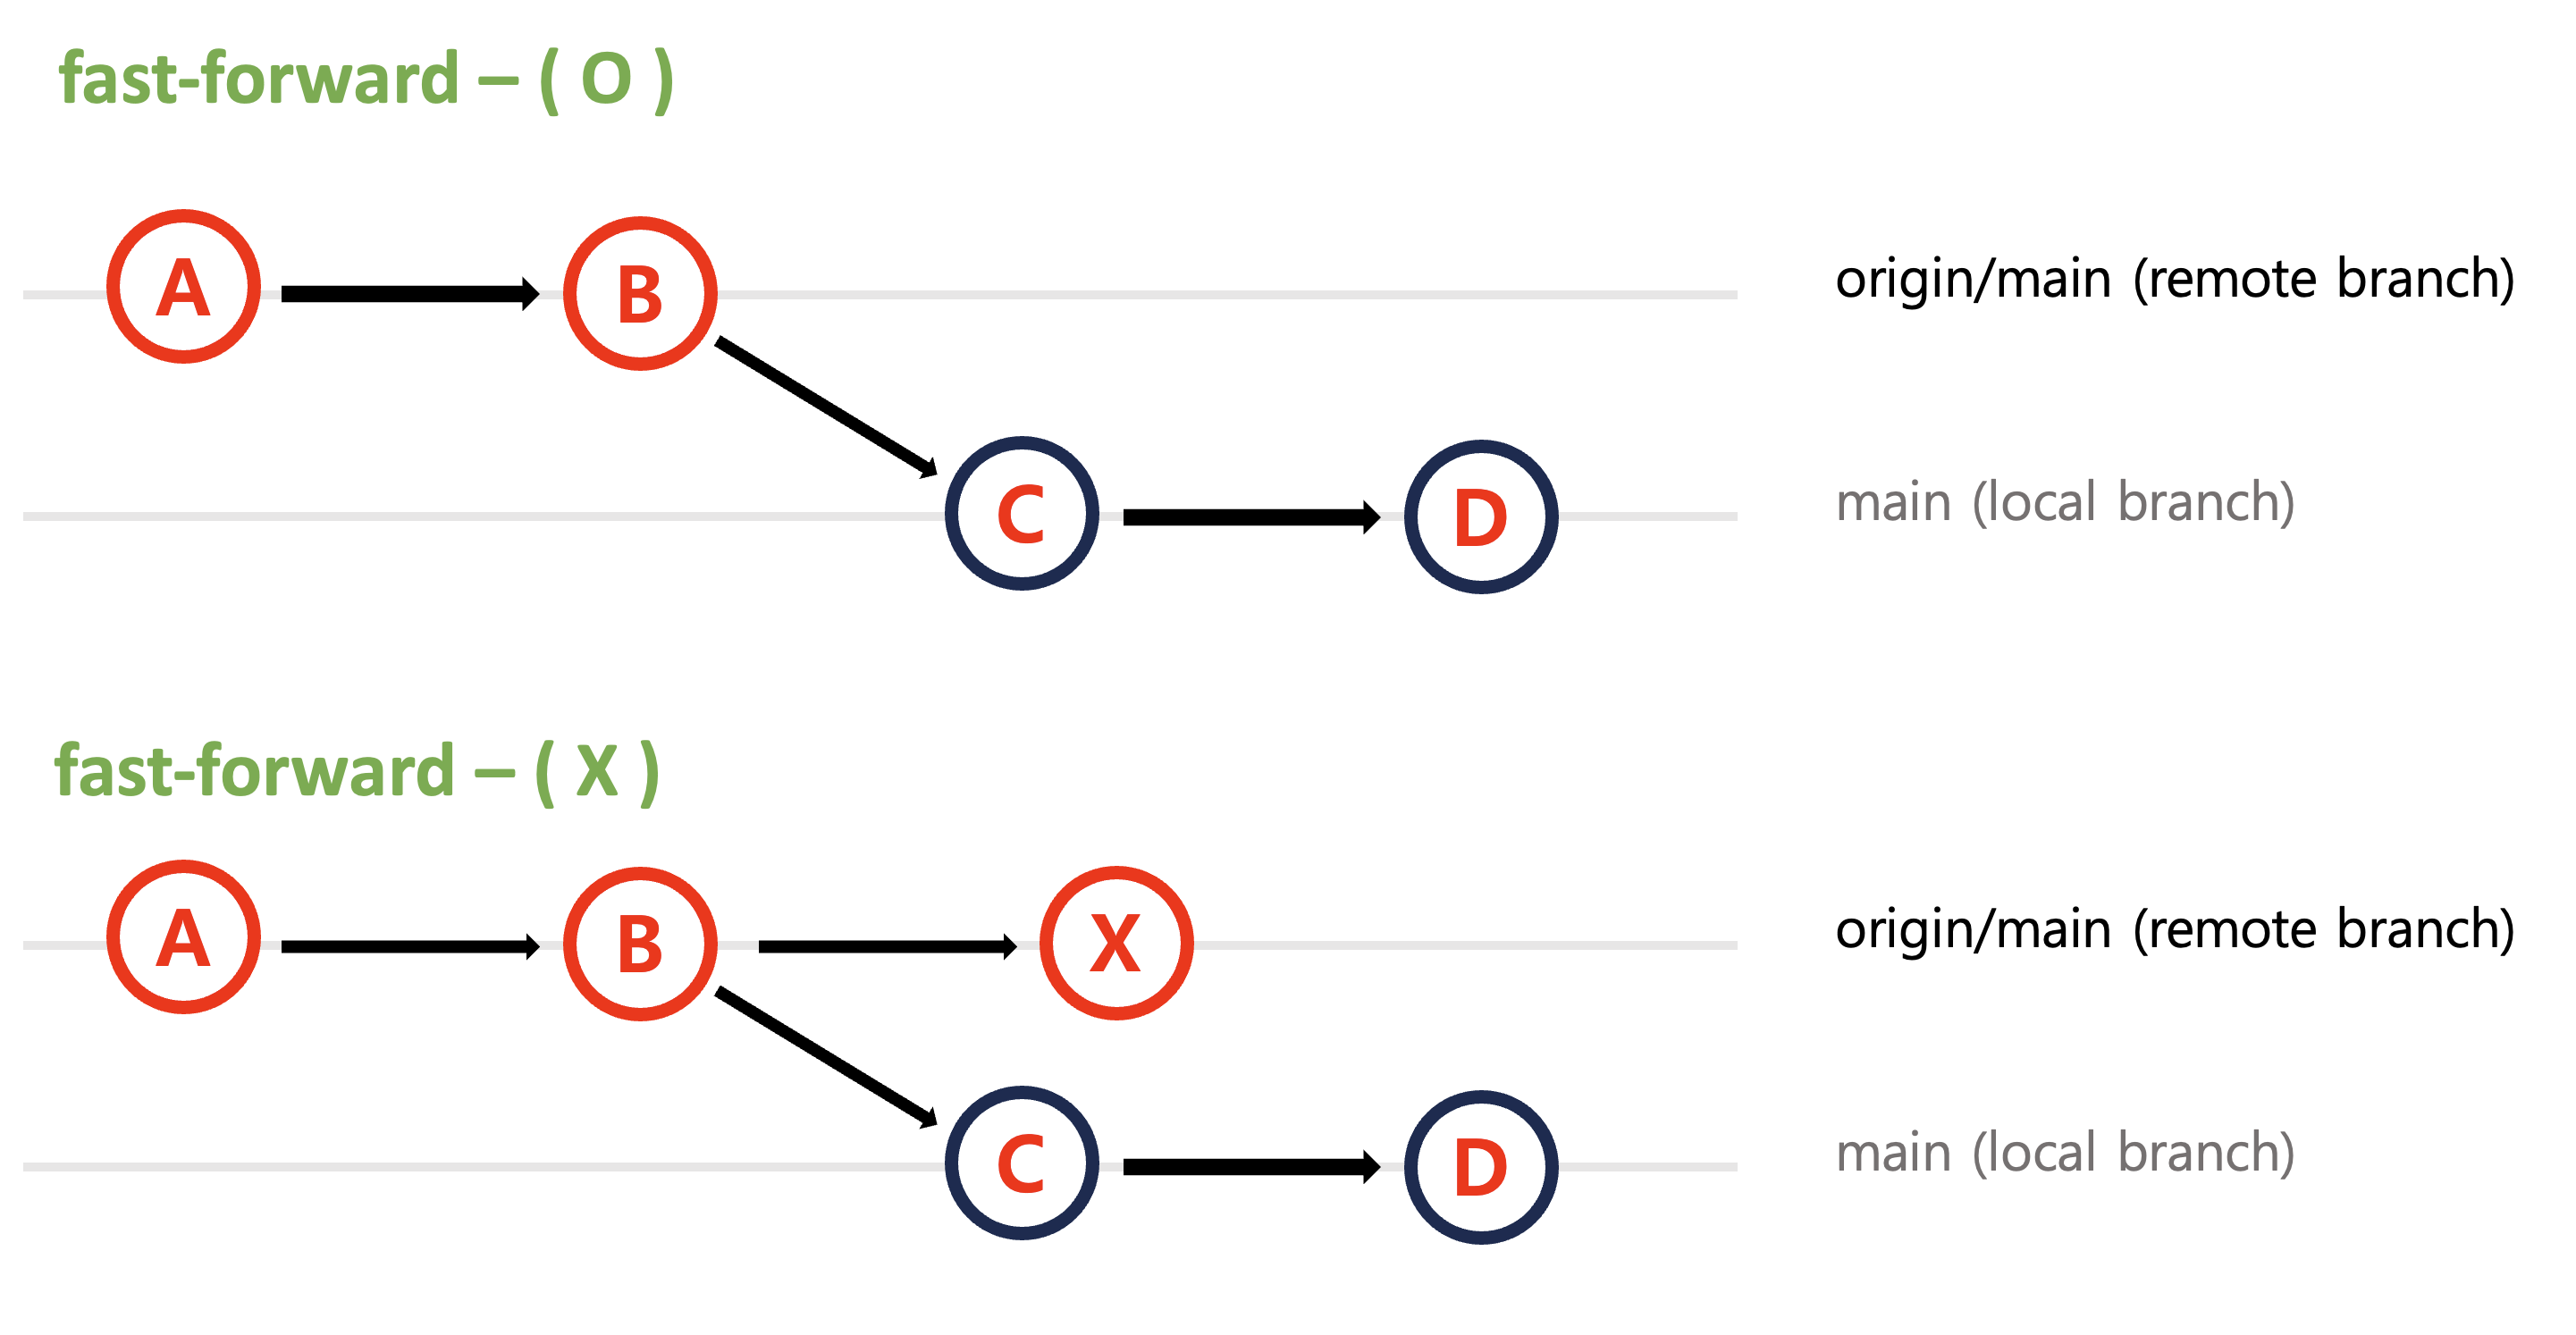 fast-forward – ( O )
A
B
origin/main (remote branch)
C
D
main (local branch)
fast-forward – ( X )
A
B
X
origin/main (remote branch)
C
D
main (local branch)